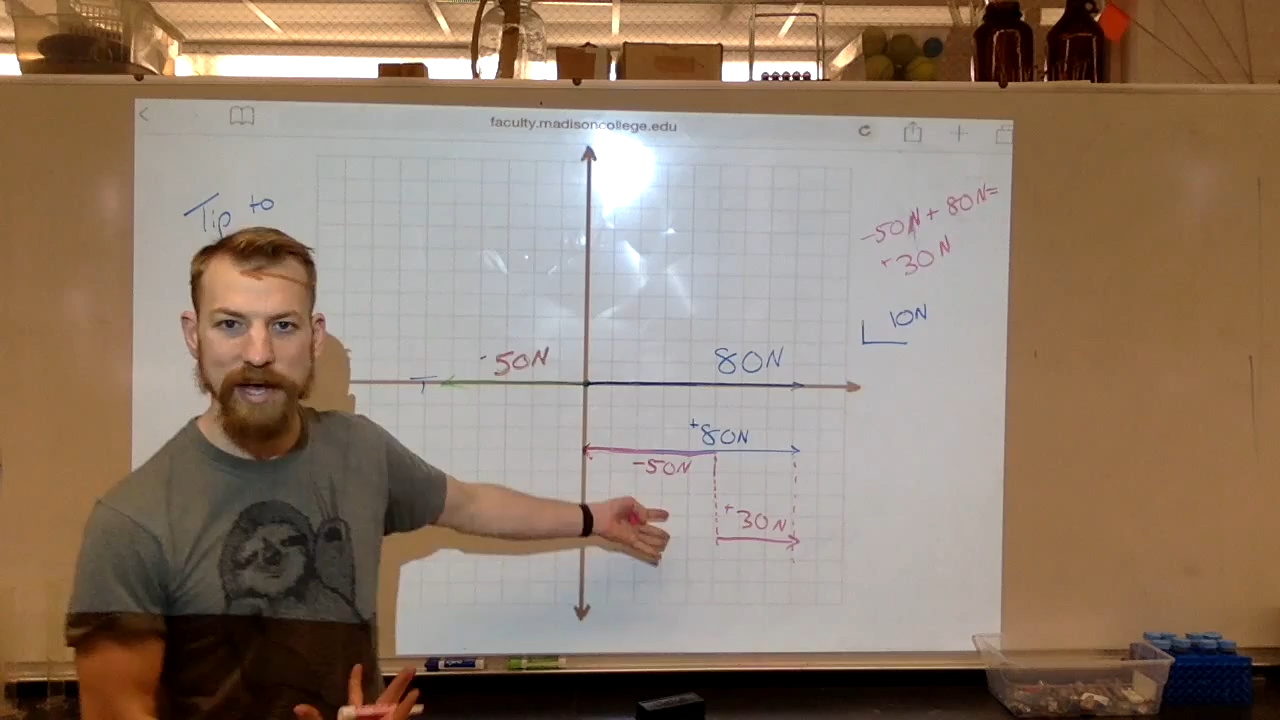 faculty.madisoncollege.edu
Tip to
-50N + 80N=
+30N
10N
-50N
80N
+80N
-50N
+30N